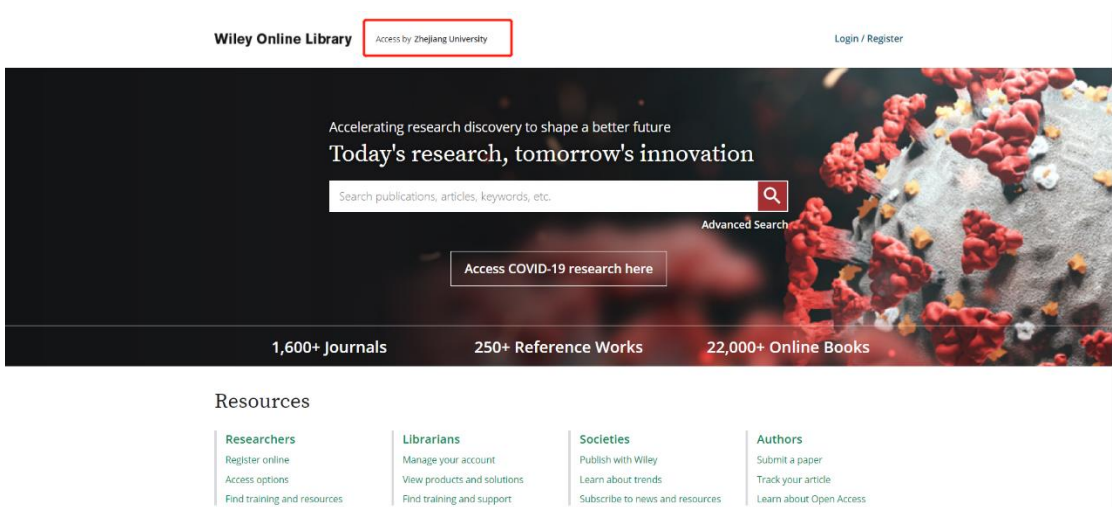 Wiley Online Library Access by Zhejiang University Login / Register
Accelerating research discovery to shape a better future
Today's research, tomorrow's innovation
Search publications, articles, keywords, etc.
Advanced Search
Access COVID-19 research here
1,600+ Journals 250+ Reference Works 22,000+ Online Books
Resources
Researchers Librarians Societies Authors
Register online Manage your account Publish with Wiley Submit a paper
Access options View products and solutions Learn about trends Track your article
Find training and resources Find training and support Subscribe to news and resources Learn about Open Access